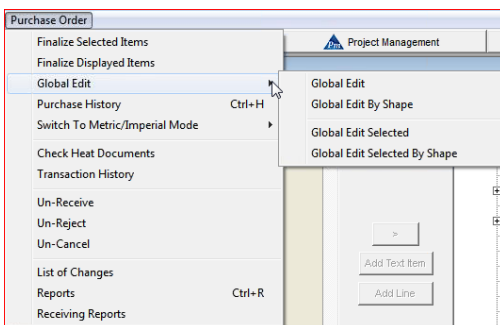 Purchase Order
Finalize Selected Items
Finalize Displayed Items
Pm Project Management
Global Edit
Global Edit
Purchase History Ctrl+H
Global Edit By Shape
Switch To Metric/Imperial Mode
Global Edit Selected
Check Heat Documents
Global Edit Selected By Shape
Transaction History
Un-Receive
Un-Reject
Un-Cancel
»
Add Text Item
List of Changes
Reports Ctrl+R
Add Line
Receiving Reports